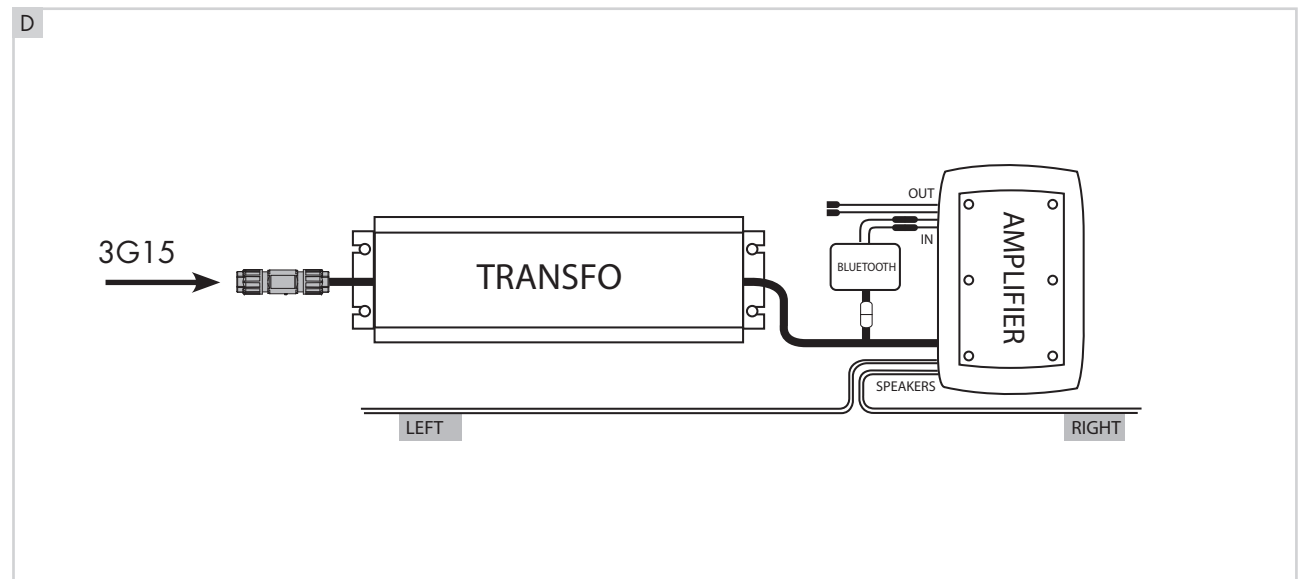 D
3G15
TRANSFO
OUT
IN
BLUETOOTH
AMPLIFIER
SPEAKERS
LEFT
RIGHT